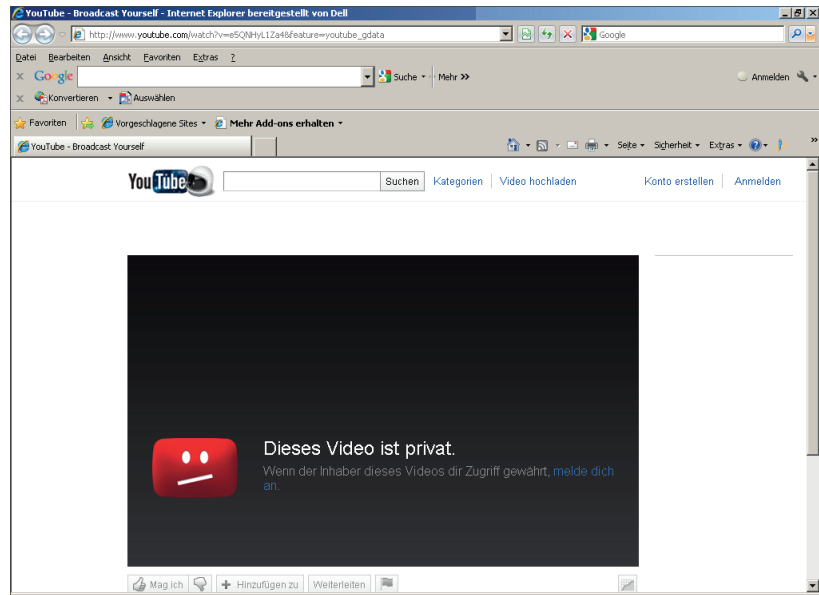 YouTube - Broadcast Yourself - Internet Explorer bereitgestellt von Dell
http://www.youtube.com/watch?v=e5QNHyL1Za4&feature=youtube_gdata
Google
Datei Bearbeiten Ansicht Favoriten Extras ?
x Google Suche Mehr >> Anmelden
x Konvertieren Auswählen
Favoriten Vorgeschlagene Sites Mehr Add-ons erhalten
YouTube - Broadcast Yourself Seite Sicherheit Extras ? >>
YouTube Suchen Kategorien Video hochladen Konto erstellen Anmelden
Dieses Video ist privat.
Wenn der Inhaber dieses Videos dir Zugriff gewährt, melde dich
an.
Mag ich + Hinzufügen zu Weiterleiten